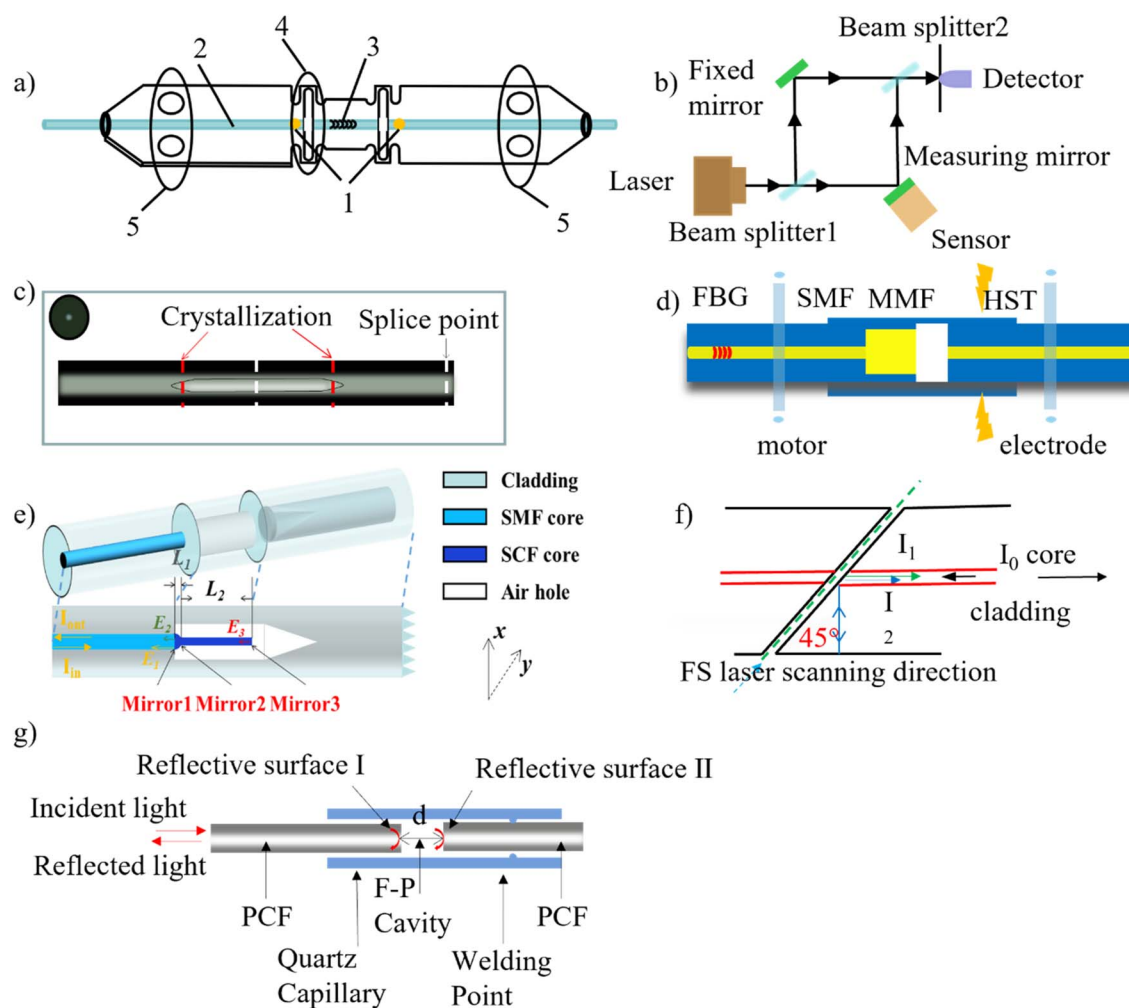 a)
2
4
3
5
1
5
b)
Beam splitter2
Fixed
mirror
Detector
Measuring mirror
Laser
Beam splitter1
Sensor
c)
Crystallization
Splice point
d)
FBG
SMF
MMF
HST
motor
electrode
e)
L1
L2
Iout
Iin
E2
E1
E3
Mirror1 Mirror2 Mirror3
Cladding
SMF core
SCF core
Air hole
x
y
f)
I1
I0 core
I
2
cladding
45°
FS laser scanning direction
g)
Reflective surface I
Reflective surface II
Incident light
d
Reflected light
PCF
F-P
Cavity
PCF
Quartz
Capillary
Welding
Point